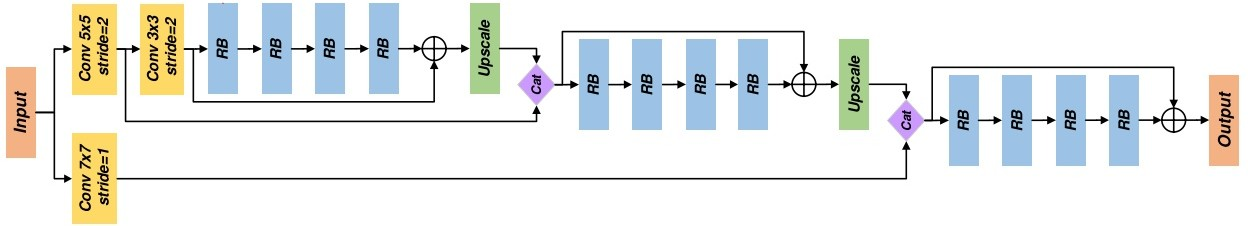 Input
Conv 5x5
stride=2
Conv 3x3
stride=2
RB
RB
RB
RB
Upscale
Cat
RB
RB
RB
RB
Upscale
Cat
RB
RB
RB
RB
Output
Conv 7x7
stride=1